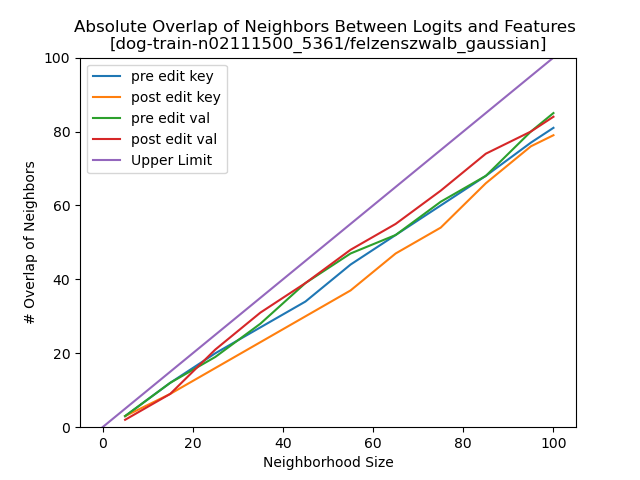 Absolute Overlap of Neighbors Between Logits and Features
[dog-train-n02111500_5361/felzenszwalb_gaussian]
pre edit key
post edit key
pre edit val
post edit val
Upper Limit
# Overlap of Neighbors
100
80
60
40
20
0
0 20 40 60 80 100
Neighborhood Size